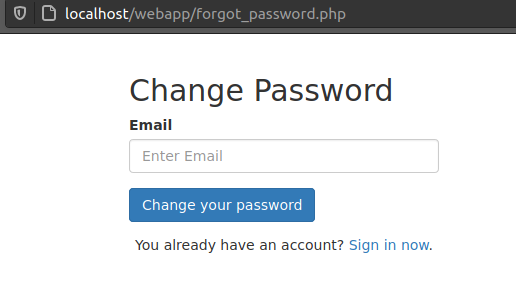 localhost/webapp/forgot_password.php
Change Password
Email
Enter Email
Change your password
You already have an account? Sign in now.